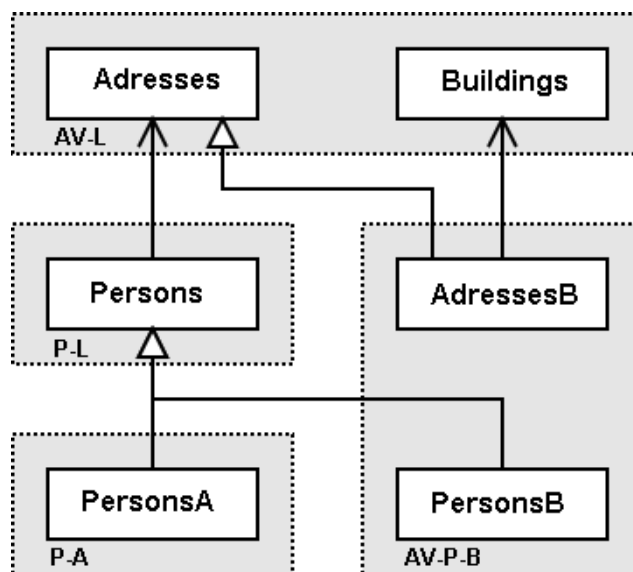 Adresses
Buildings
AV-L
Persons
AdressesB
P-L
PersonsA
PersonsB
P-A
AV-P-B